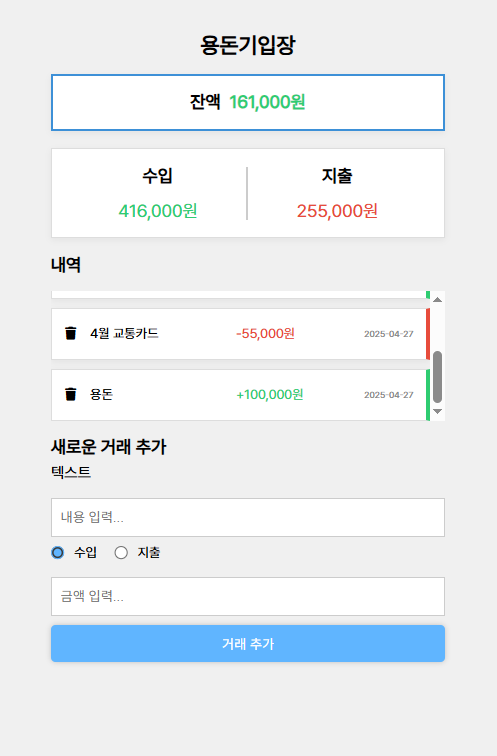 용돈기입장
잔액 161,000원
수입 지출
416,000원 255,000원
내역
4월 교통카드 -55,000원 2025-04-27
용돈 +100,000원 2025-04-27
새로운 거래 추가
텍스트
내용 입력...
수입 지출
금액 입력...
거래 추가